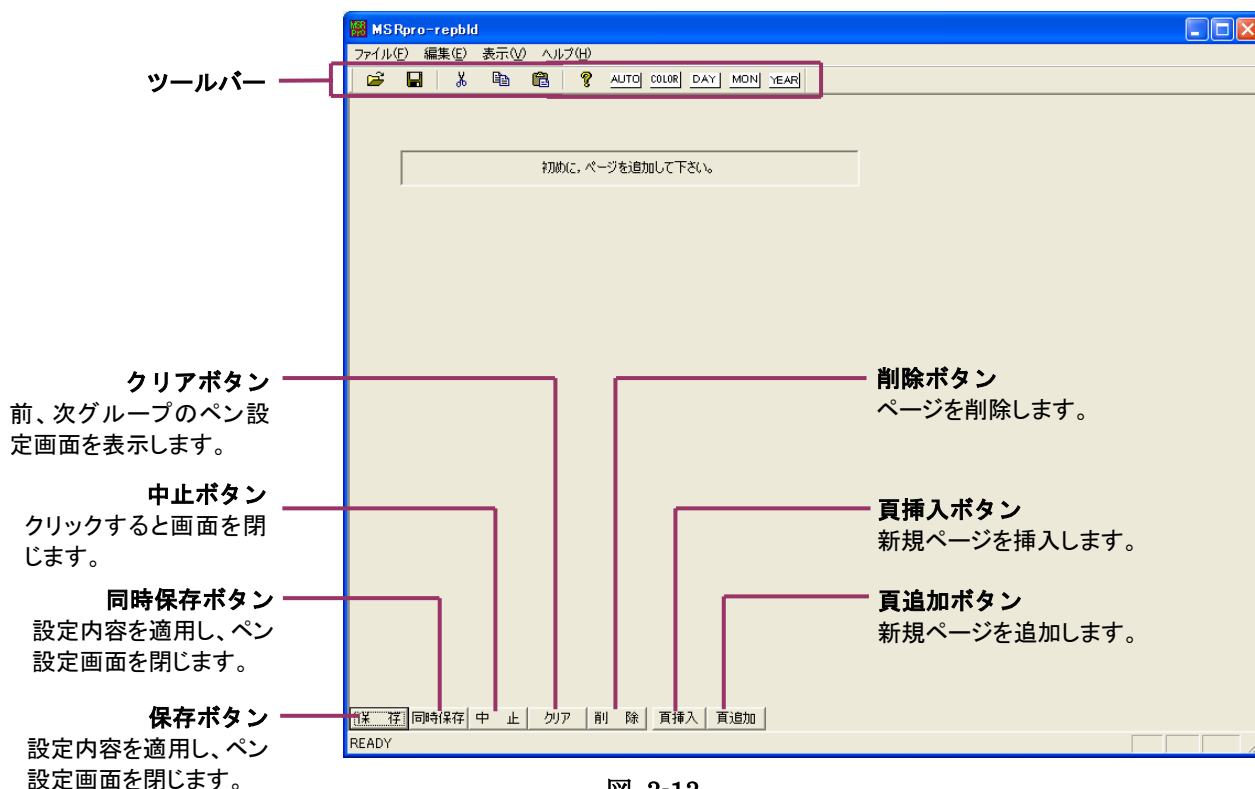 MSRpro-repbld
ファイル(F) 編集(E) 表示(V) ヘルプ(H)
ツールバー
AUTO COLOR DAY MON YEAR
初めに，ページを追加して下さい。
クリアボタン
前、次グループのペン設
定画面を表示します。
中止ボタン
クリックすると画面を閉
じます。
同時保存ボタン
設定内容を適用し、ペン
設定画面を閉じます。
保存ボタン
設定内容を適用し、ペン
設定画面を閉じます。
削除ボタン
ページを削除します。
頁挿入ボタン
新規ページを挿入します。
頁追加ボタン
新規ページを追加します。
保 存 同時保存 中 止 クリア 削 除 頁挿入 頁追加
READY